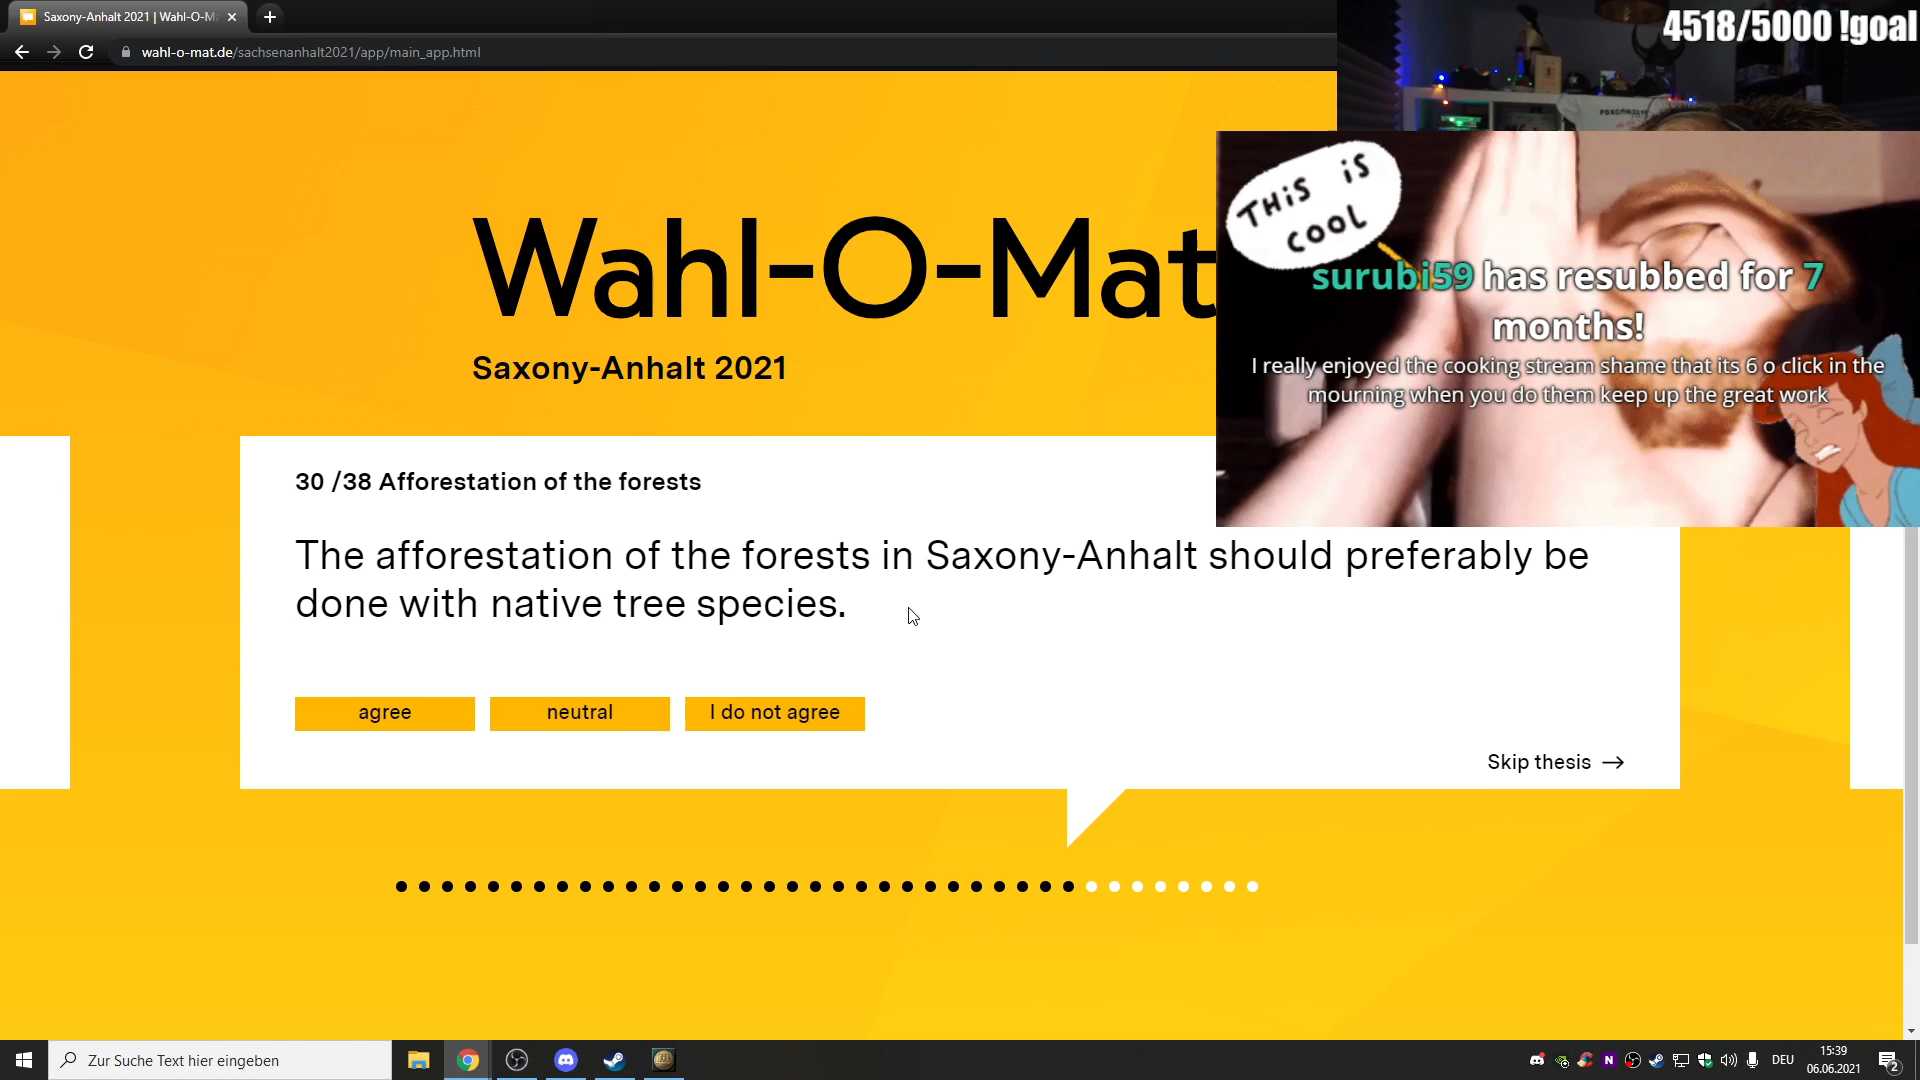 Saxony-Anhalt 2021 | Wahl-O-M
4518/5000 !goal
wahl-o-mat.de/sachsenanhalt2021/app/main_app.html
THiS iS
COOL
Wahl-O-Mat
surubi59 has resubbed for 7
months!
I really enjoyed the cooking stream shame that its 6 o click in the
mourning when you do them keep up the great work
Saxony-Anhalt 2021
30 /38 Afforestation of the forests
The afforestation of the forests in Saxony-Anhalt should preferably be
done with native tree species.
agree
neutral
I do not agree
Skip thesis →
Zur Suche Text hier eingeben
DEU
15:39
06.06.2021
2